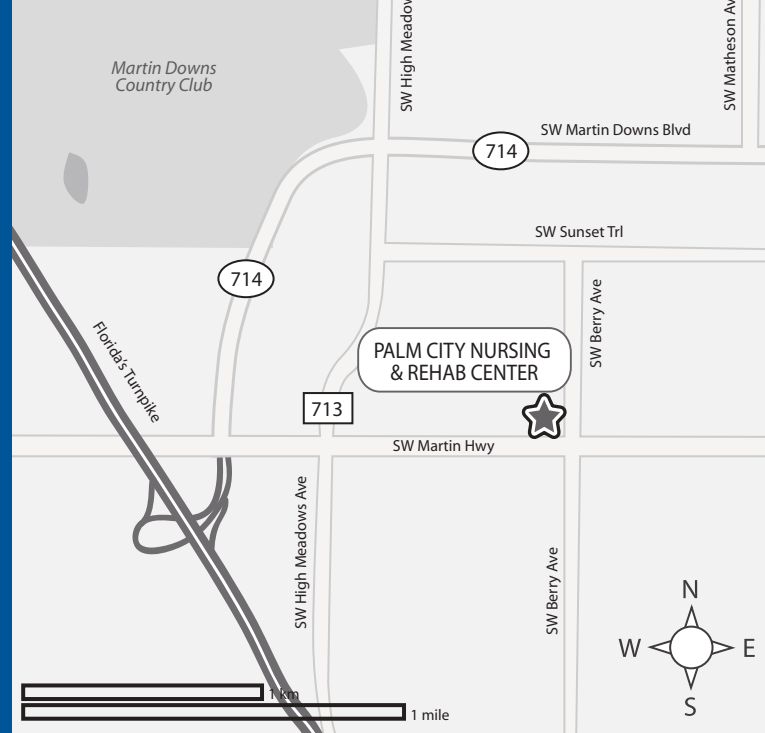 SW High Meadow
SW Matheson Av
Martin Downs
Country Club
SW Martin Downs Blvd
714
SW Sunset Trl
714
SW Berry Ave
Florida's Turnpike
PALM CITY NURSING
& REHAB CENTER
713
SW Martin Hwy
SW High Meadows Ave
SW Berry Ave
N
W
E
S
1 km
1 mile